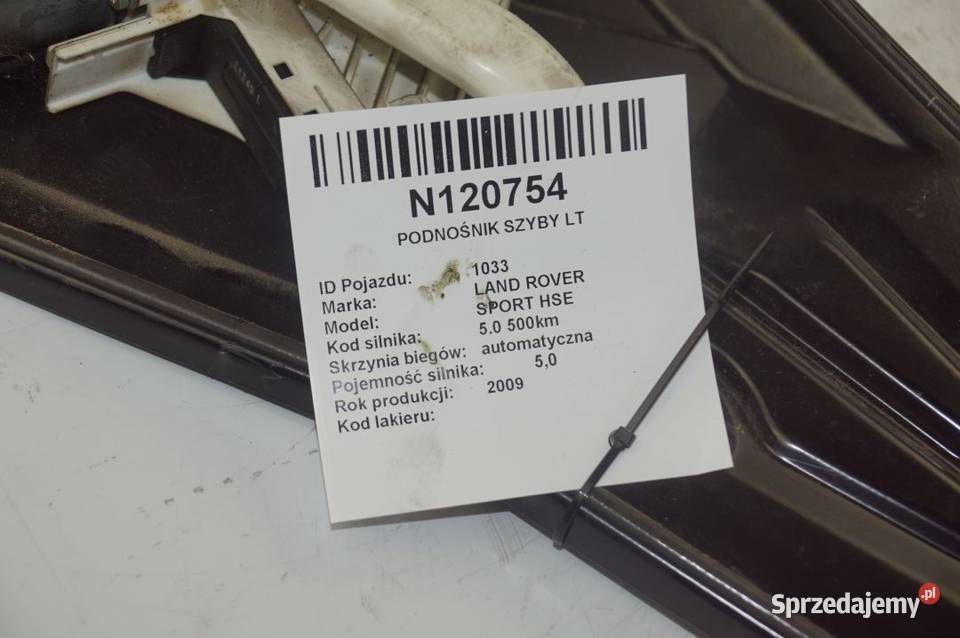 N120754
PODNOŚNIK SZYBY LT
ID Pojazdu: 1033
Marka: LAND ROVER
Model: SPORT HSE
Kod silnika: 5.0 500km
Skrzynia biegów: automatyczna
Pojemność silnika: 5,0
Rok produkcji: 2009
Kod lakieru:
Sprzedajemy.pl